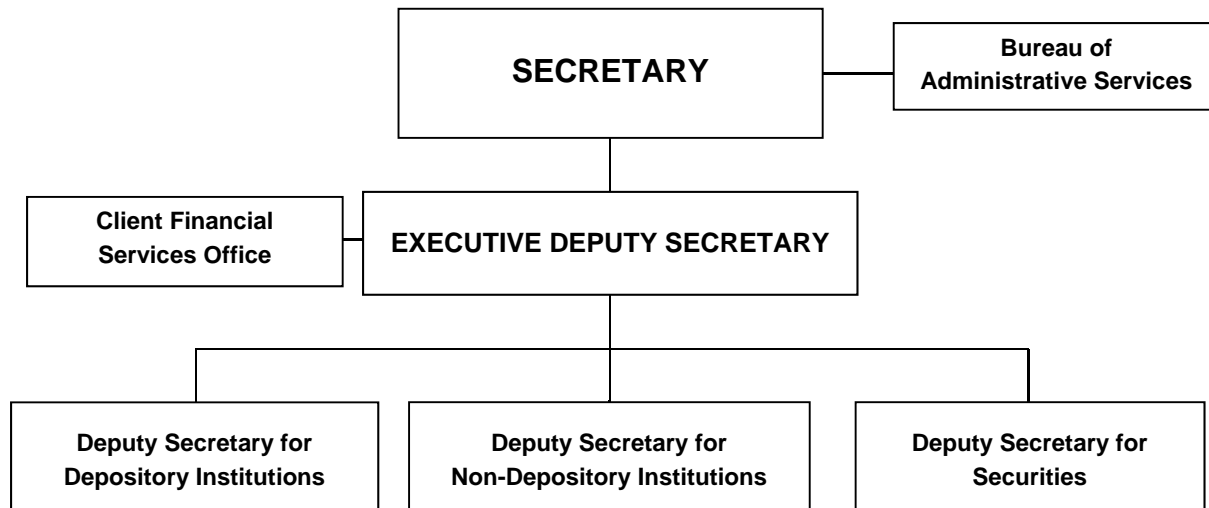 SECRETARY
Bureau of
Administrative Services
Client Financial
Services Office
EXECUTIVE DEPUTY SECRETARY
Deputy Secretary for
Depository Institutions
Deputy Secretary for
Non-Depository Institutions
Deputy Secretary for
Securities